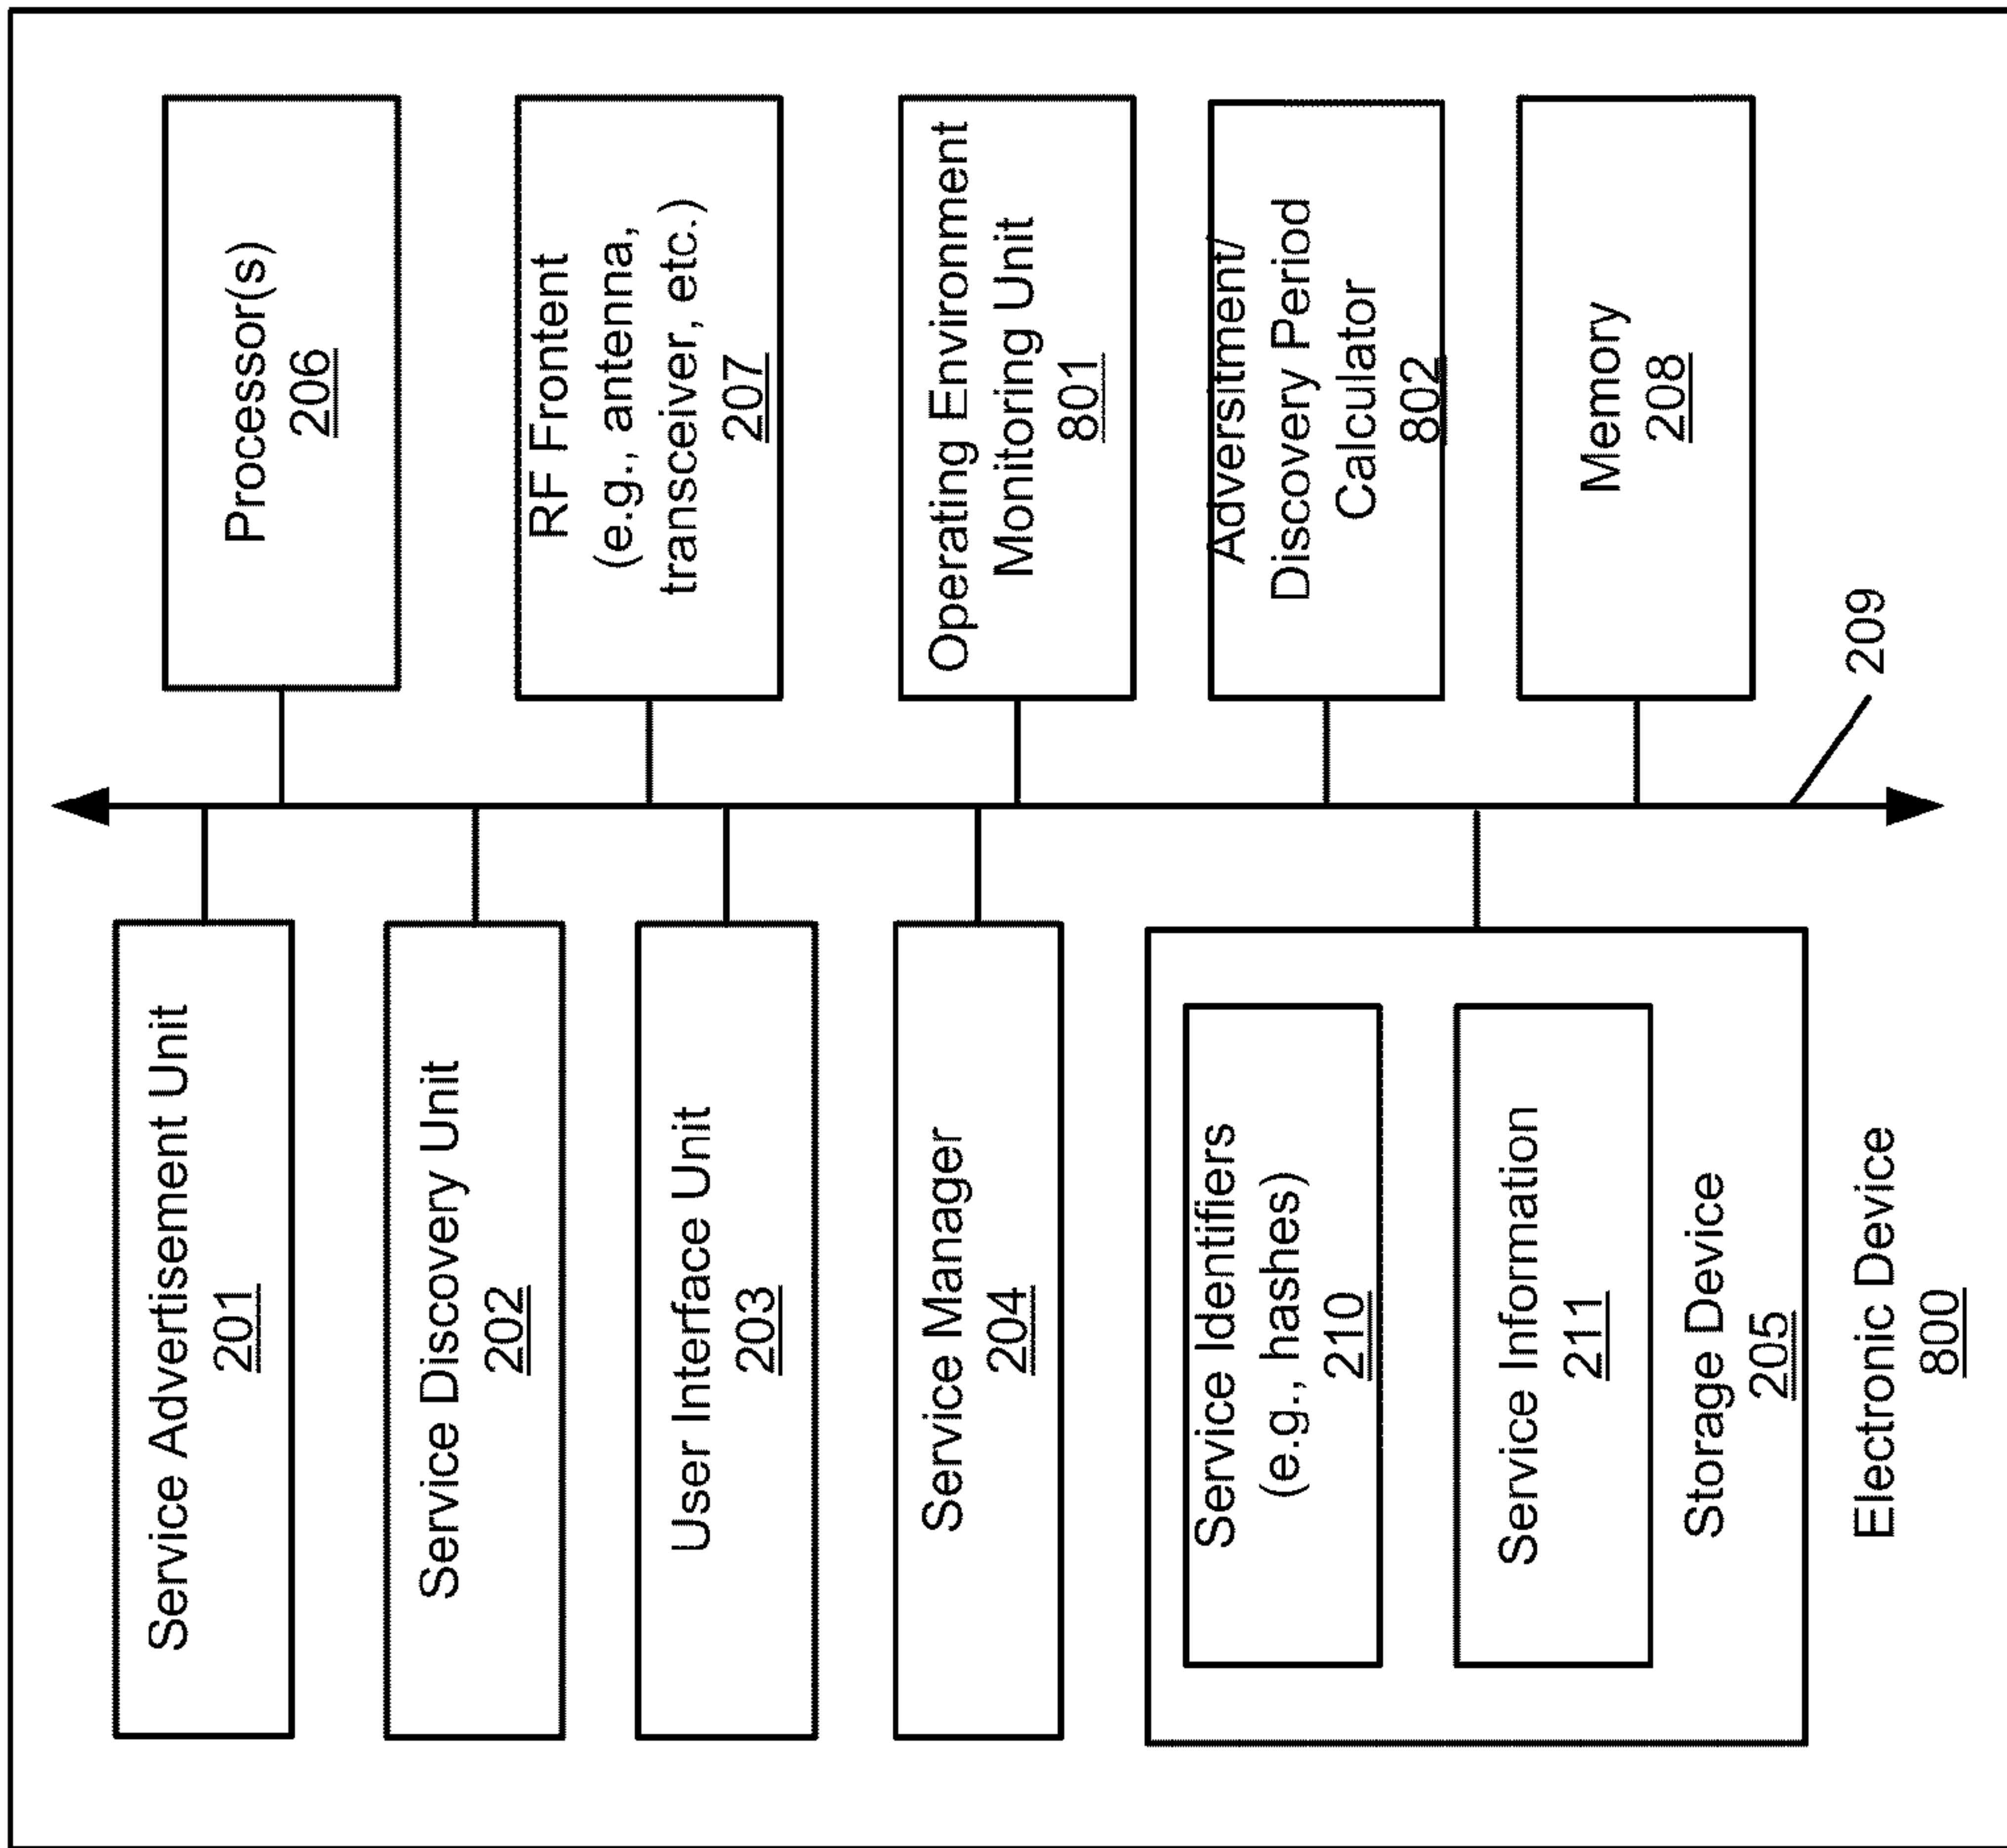 Service Advertisement Unit
201
Service Discovery Unit
202
User Interface Unit
203
Service Manager
204
Service Identifiers
(e.g., hashes)
210
Service Information
211
Storage Device
205
Electronic Device
800
Processor(s)
206
RF Frontent
(e.g., antenna,
transceiver, etc.)
207
Operating Environment
Monitoring Unit
801
Adversitment/
Discovery Period
Calculator
802
Memory
208
209